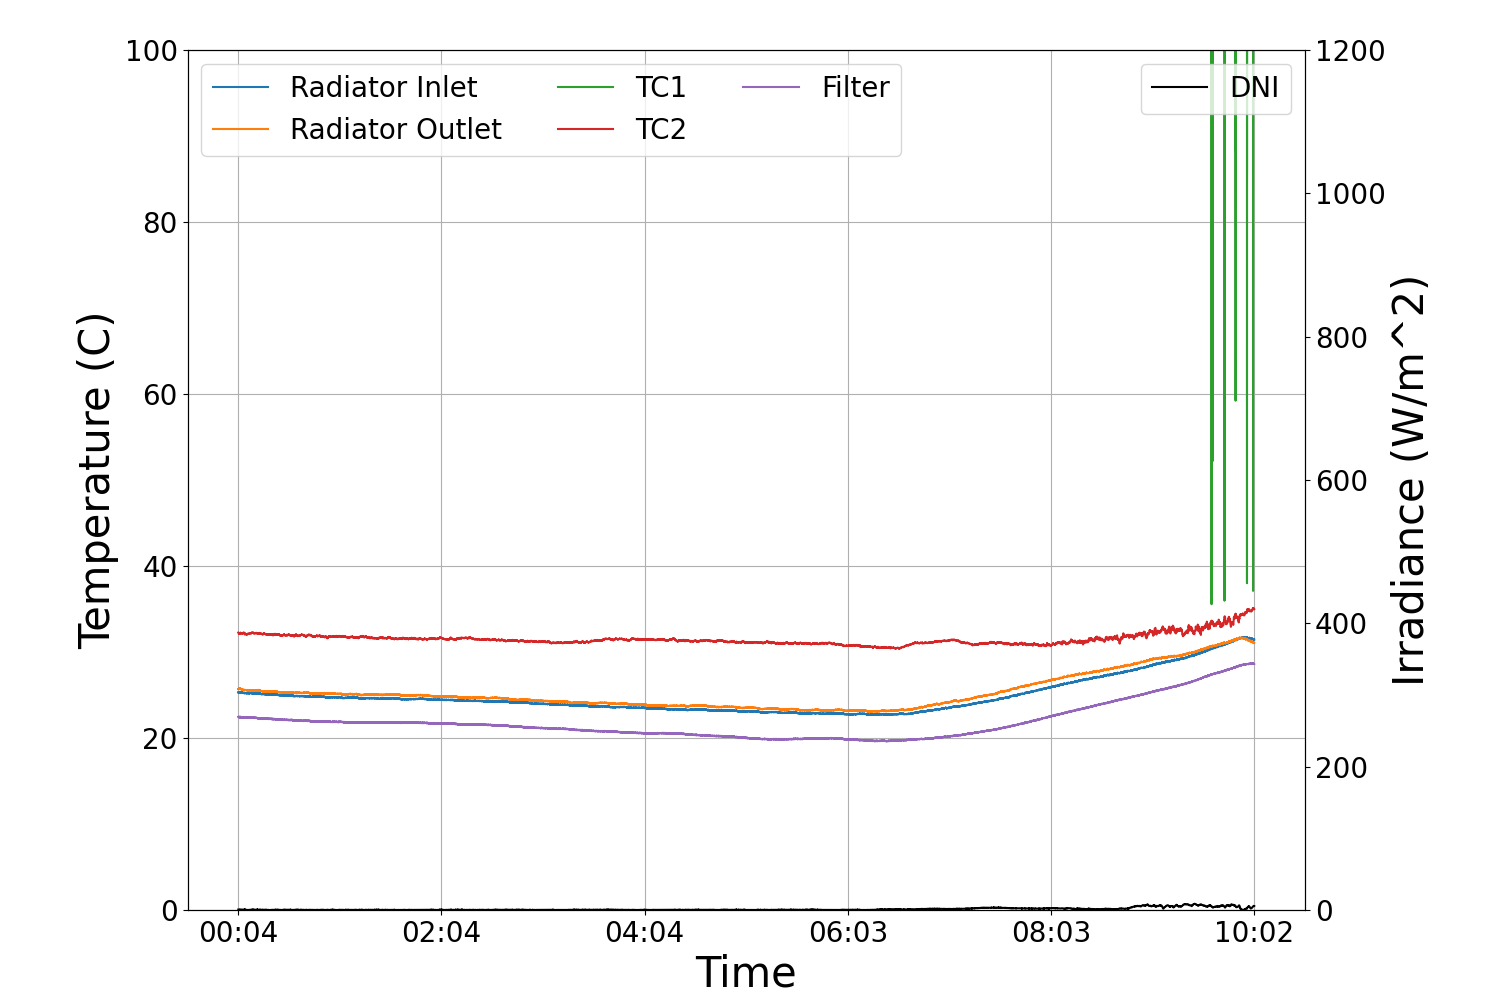 Radiator Inlet
Radiator Outlet
TC1
TC2
Filter
DNI
Temperature (C)
100
80
60
40
20
0
1200
1000
800
600
400
200
0
Irradiance (W/m^2)
00:04 02:04 04:04 06:03 08:03 10:02
Time